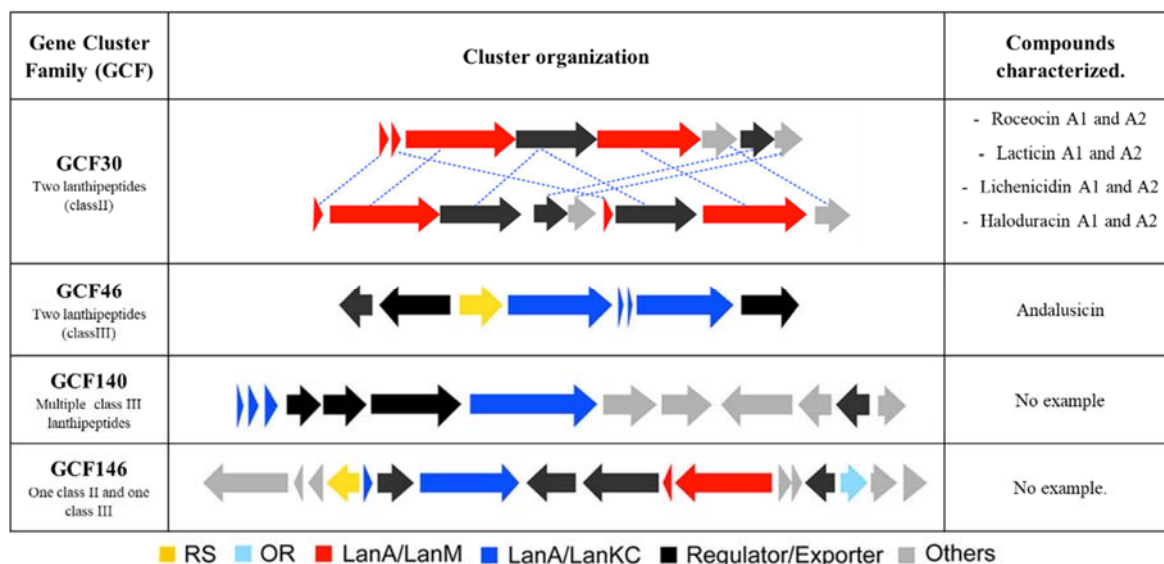 Gene Cluster
Family (GCF)
Cluster organization
Compounds
characterized.
GCF30
Two lanthipeptides
(classII)
- Roceocin A1 and A2
- Lacticin A1 and A2
- Lichenicidin A1 and A2
- Haloduracin A1 and A2
GCF46
Two lanthipeptides
(classIII)
Andalusicin
GCF140
Multiple class III
lanthipeptides
No example
GCF146
One class II and one
class III
No example.
RS OR LanA/LanM LanA/LanKC Regulator/Exporter Others